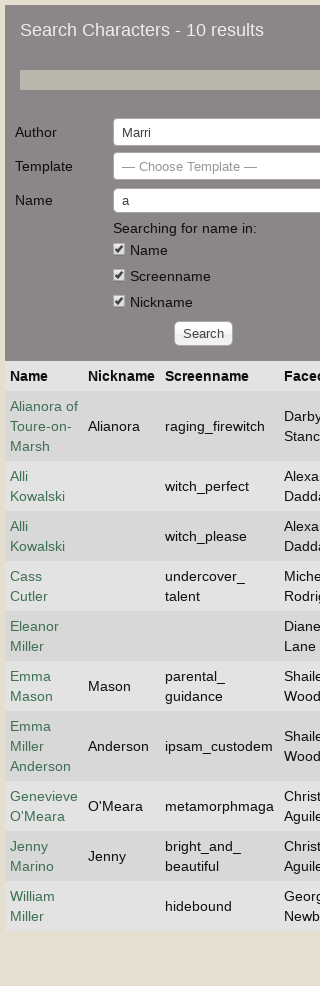 Search Characters - 10 results
Author
Marri
Template
— Choose Template —
Name
a
Searching for name in:
Name
Screenname
Nickname
Search
Name Nickname Screenname
Alianora of
Toure-on-
Marsh
Alianora
raging_firewitch
Darby
Alli
Kowalski
witch_perfect
Alli
Kowalski
witch_please
Cass
Cutler
undercover_
talent
Eleanor
Miller
Diane
Lane
Emma
Mason
Mason
parental_
guidance
Emma
Miller
Anderson
Anderson
ipsam_custodem
Genevieve
O'Meara
O'Meara
metamorphmaga
Jenny
Marino
Jenny
bright_and_
beautiful
William
Miller
hidebound